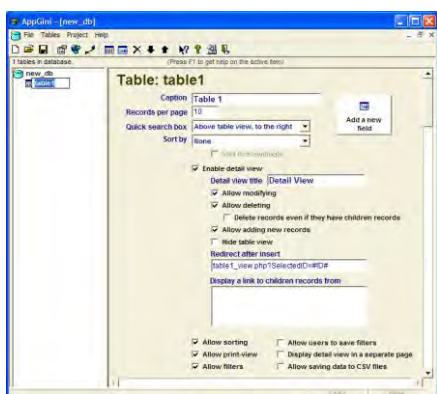 AppGini--[new_db]
File Tables Project Help
1 tables in database. (Press F1 to get help on the active item)
new_db
table1
Table: table1
Caption Table 1
Records per page 10
Add a new field
Quick search box Above table view, to the right
Sort by None
Enable detail view
Detail view title Detail View
Allow modifying
Allow deleting
Delete records even if they have children records
Allow adding new records
Hide table view
Redirect after insert
table1_view.php?SelectedID=#ID#
Display a link to children records from
Allow sorting Allow users to save filters
Allow print-view Display detail view in a separate page
Allow filters Allow saving data to CSV files